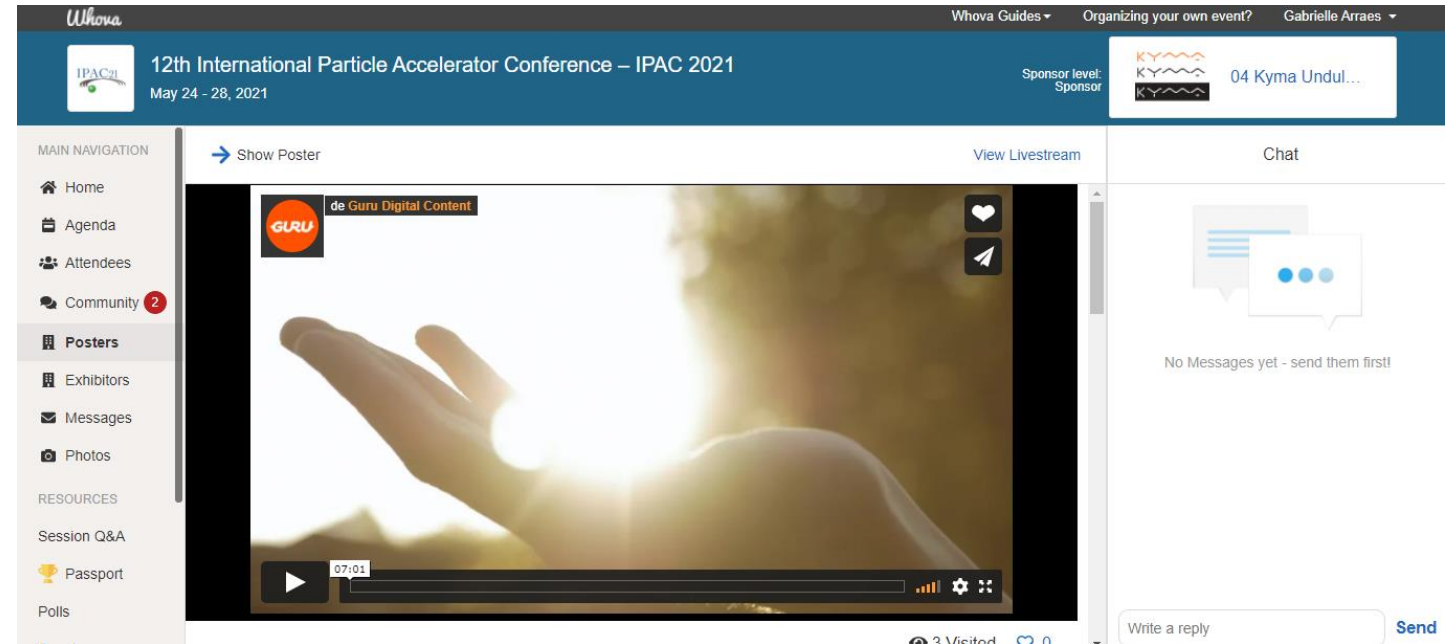 Whova
Whova Guides
Organizing your own event?
Gabrielle Arraes
IPAC21
12th International Particle Accelerator Conference – IPAC 2021
May 24 - 28, 2021
Sponsor level:
Sponsor
KYMA
KYMA
KYMA
04 Kyma Undul...
MAIN NAVIGATION
Home
Agenda
Attendees
Community 2
Posters
Exhibitors
Messages
Photos
RESOURCES
Session Q&A
Passport
Polls
Show Poster
View Livestream
GURU
de Guru Digital Content
07:01
3 Visited 0
Chat
No Messages yet - send them first!
Write a reply
Send